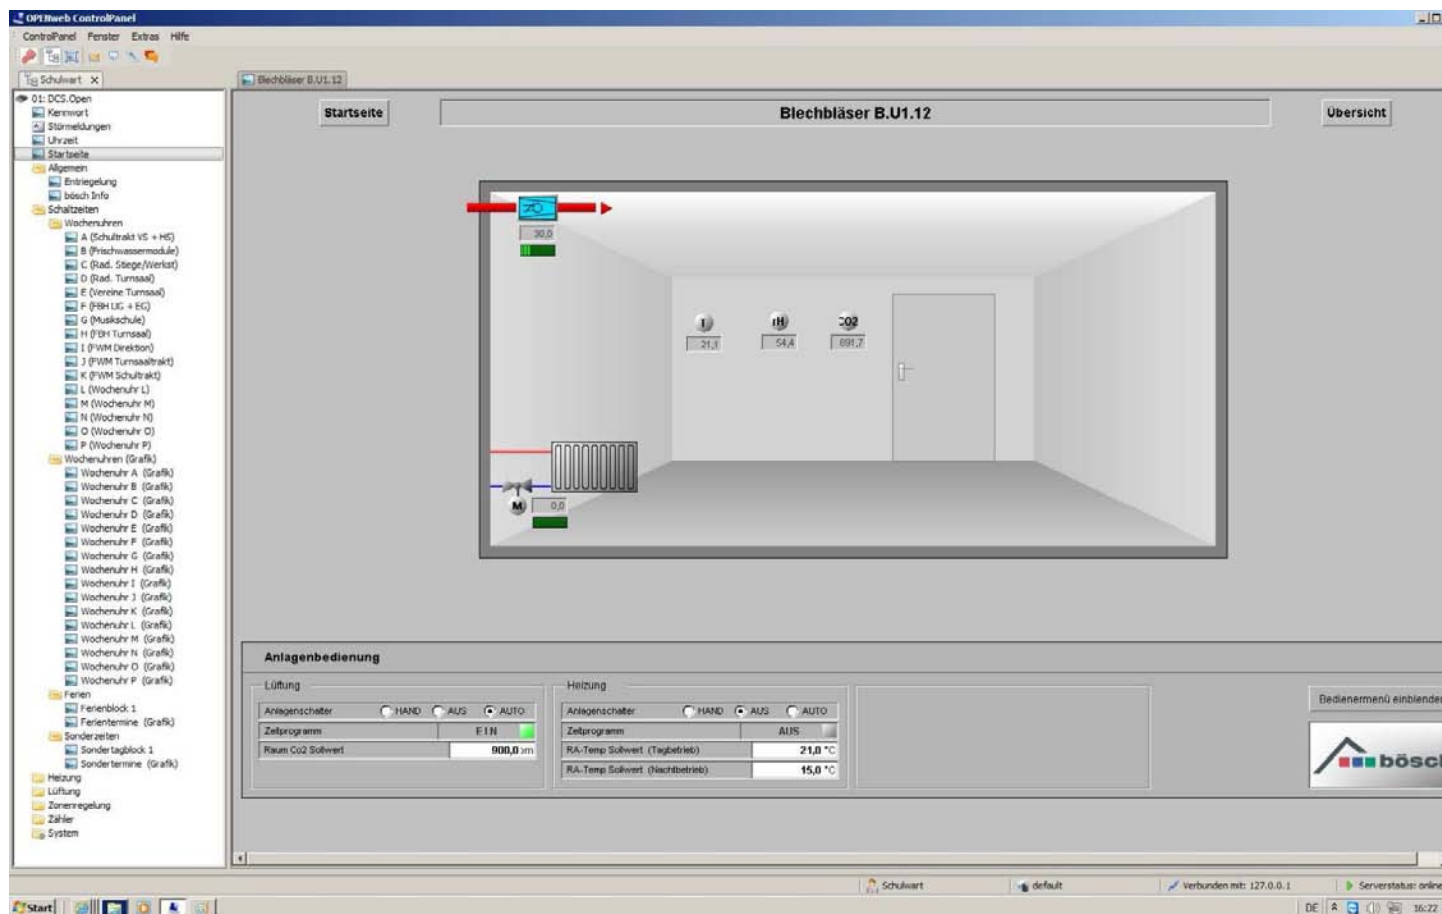 OPENweb ControlPanel
ControlPanel Fenster Extras Hilfe
Schulwart X
Blechbläser B.U1.12
01: DCS.Open
Kennwort
Störmeldungen
Uhrzeit
Startseite
Allgemein
Entriegelung
bösch Info
Schaltzeiten
Wochenuhren
A (Schultrakt VS + HS)
B (Frischwassermodule)
C (Rad. Stiege/Werkst)
D (Rad. Turnsaal)
E (Vereine Turnsaal)
F (FBH UG + EG)
G (Musikschule)
H (FBH Turnsaal)
I (FWM Direktion)
J (FWM Turnsaaltrakt)
K (FWM Schultrakt)
L (Wochenuhr L)
M (Wochenuhr M)
N (Wochenuhr N)
O (Wochenuhr O)
P (Wochenuhr P)
Wochenuhren (Grafik)
Wochenuhr A (Grafik)
Wochenuhr B (Grafik)
Wochenuhr C (Grafik)
Wochenuhr D (Grafik)
Wochenuhr E (Grafik)
Wochenuhr F (Grafik)
Wochenuhr G (Grafik)
Wochenuhr H (Grafik)
Wochenuhr I (Grafik)
Wochenuhr J (Grafik)
Wochenuhr K (Grafik)
Wochenuhr L (Grafik)
Wochenuhr M (Grafik)
Wochenuhr N (Grafik)
Wochenuhr O (Grafik)
Wochenuhr P (Grafik)
Ferien
Ferienblock 1
Ferientermine (Grafik)
Sonderzeiten
Sondertagblock 1
Sondertermine (Grafik)
Heizung
Lüftung
Zonenregelung
Zähler
System
Startseite
Blechbläser B.U1.12
Übersicht
30,0
T rH CO2
21,1 54,4 691,7
M 0,0
Anlagenbedienung
Lüftung
Anlagenschalter HAND AUS AUTO
Zeitprogramm EIN
Raum Co2 Sollwert 900,0
Heizung
Anlagenschalter HAND AUS AUTO
Zeitprogramm AUS
RA-Temp Sollwert (Tagbetrieb) 21,0 °C
RA-Temp Sollwert (Nachtbetrieb) 15,0 °C
Bedienermenü einblenden
bösch
Schulwart default Verbunden mit: 127.0.0.1 Serverstatus: online
Start DE 16:22